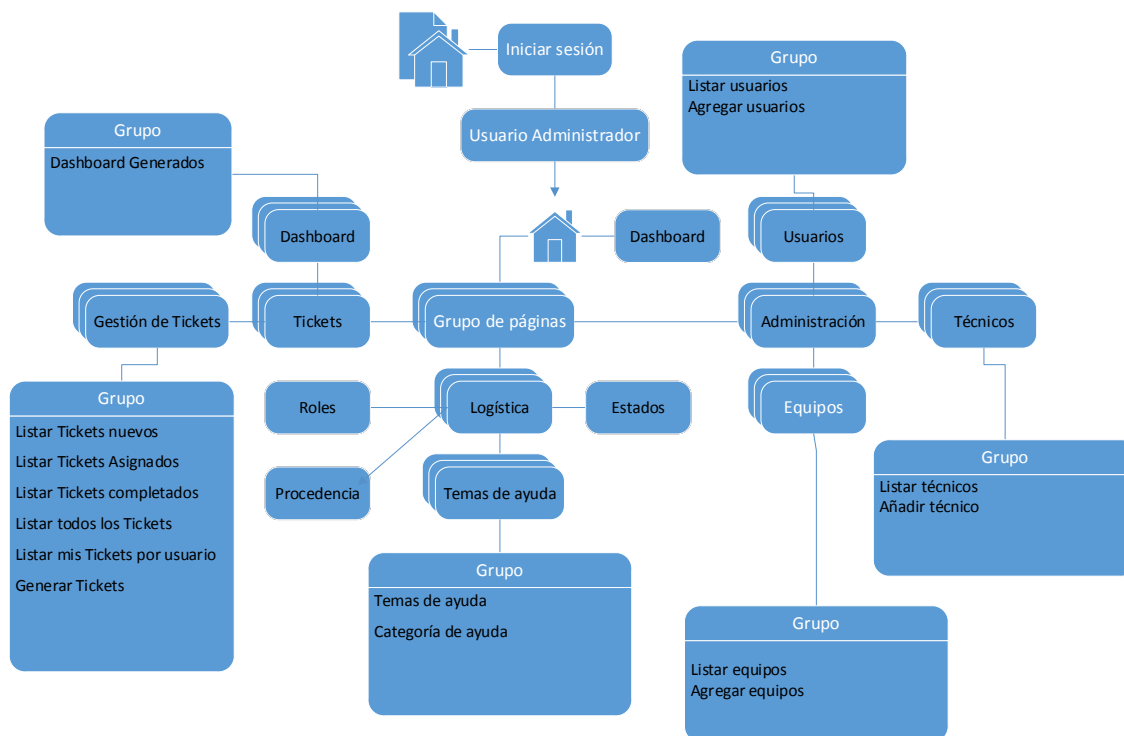 Iniciar sesión
Usuario Administrador
Grupo
Listar usuarios
Agregar usuarios
Grupo
Dashboard Generados
Dashboard
Dashboard
Usuarios
Gestión de Tickets
Tickets
Grupo de páginas
Administración
Técnicos
Grupo
Listar Tickets nuevos
Listar Tickets Asignados
Listar Tickets completados
Listar todos los Tickets
Listar mis Tickets por usuario
Generar Tickets
Roles
Logística
Estados
Equipos
Procedencia
Temas de ayuda
Grupo
Listar técnicos
Añadir técnico
Grupo
Temas de ayuda
Categoría de ayuda
Grupo
Listar equipos
Agregar equipos